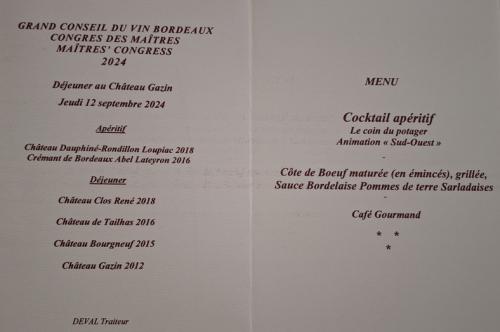 GRAND CONSEIL DU VIN BORDEAUX
CONGRES DES MAÎTRES
MAÎTRES' CONGRESS
2024
Déjeuner au Château Gazin
Jeudi 12 septembre 2024
Apéritif
Château Dauphiné-Rondillon Loupiac 2018
Crémant de Bordeaux Abel Lateyron 2016
Déjeuner
Château Clos René 2018
Château de Tailhas 2016
Château Bourgneuf 2015
Château Gazin 2012
DEVAL Traiteur
MENU
Cocktail apéritif
Le coin du potager
Animation « Sud-Ouest »
-
Côte de Boeuf maturée (en émincés), grillée,
Sauce Bordelaise Pommes de terre Sarladaises
-
Café Gourmand
* *
*